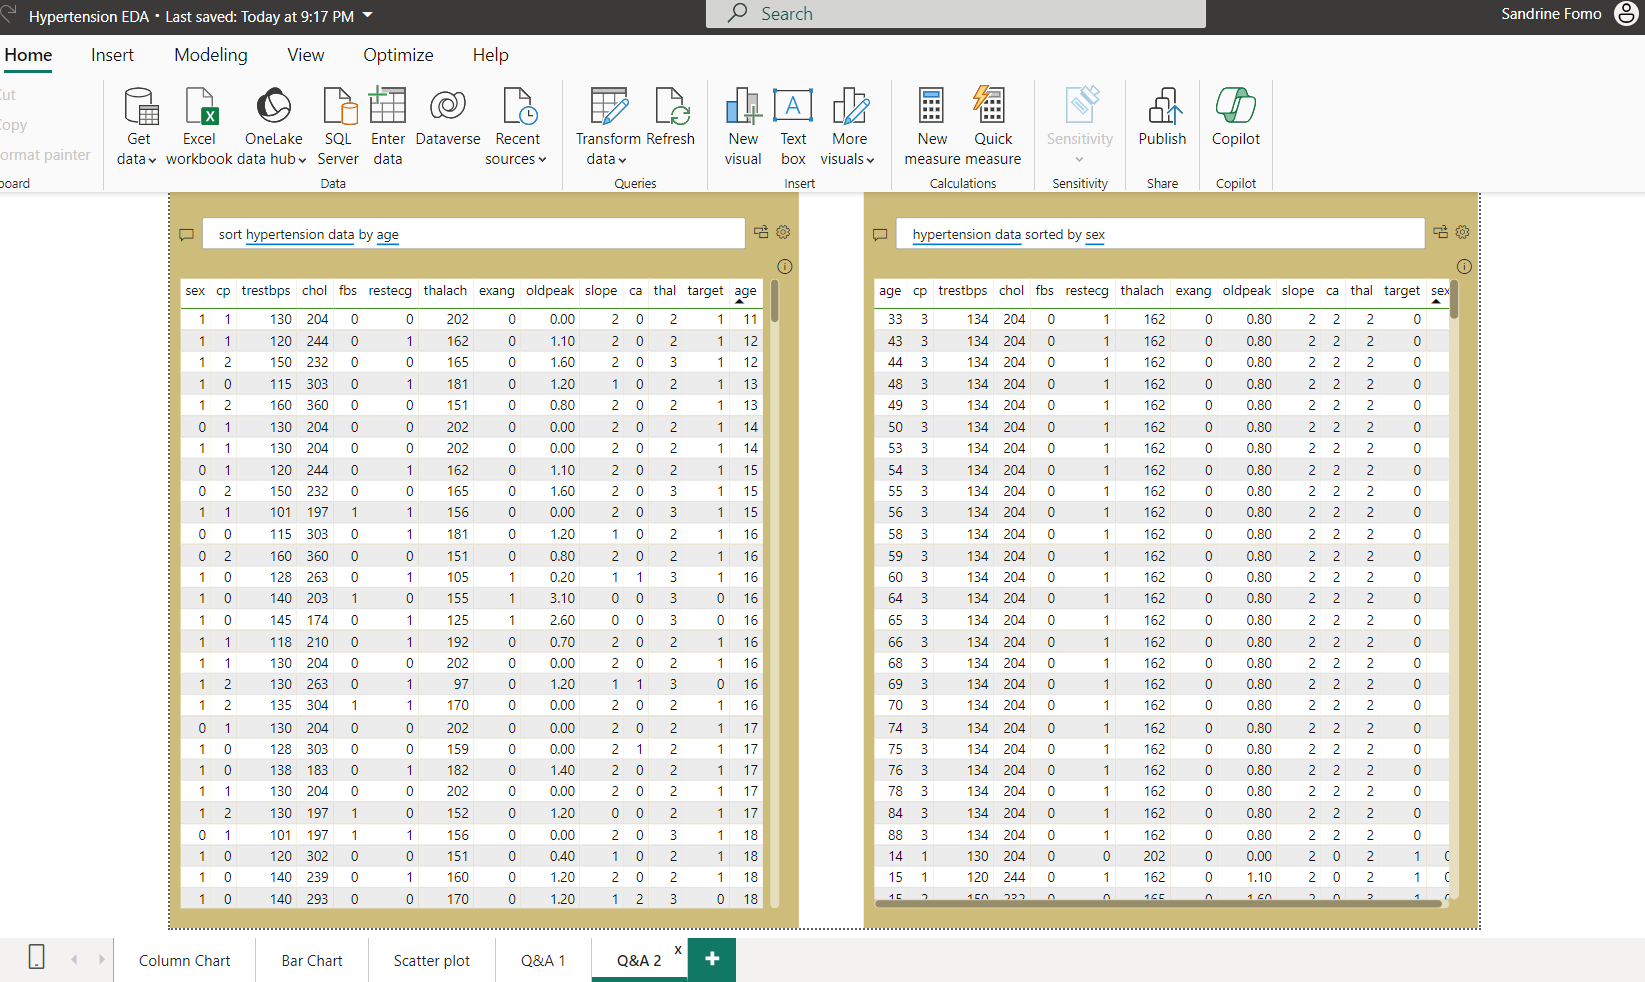 Hypertension EDA • Last saved: Today at 9:17 PM
Search
Sandrine Fomo
Home Insert Modeling View Optimize Help
ut
opy
ormat painter
oard
Get data
Excel workbook
OneLake data hub
SQL Server
Enter data
Dataverse
Recent sources
Data
Transform data
Refresh
Queries
New visual
Text box
More visuals
Insert
New measure
Quick measure
Calculations
Sensitivity
Sensitivity
Publish
Share
Copilot
Copilot
sort hypertension data by age
sex cp trestbps chol fbs restecg thalach exang oldpeak slope ca thal target age
1 1 130 204 0 0 202 0 0.00 2 0 2 1 11
1 1 120 244 0 1 162 0 1.10 2 0 2 1 12
1 2 150 232 0 0 165 0 1.60 2 0 3 1 12
1 0 115 303 0 1 181 0 1.20 1 0 2 1 13
1 2 160 360 0 0 151 0 0.80 2 0 2 1 13
0 1 130 204 0 0 202 0 0.00 2 0 2 1 14
1 1 130 204 0 0 202 0 0.00 2 0 2 1 14
0 1 120 244 0 1 162 0 1.10 2 0 2 1 15
0 2 150 232 0 0 165 0 1.60 2 0 3 1 15
1 1 101 197 1 1 156 0 0.00 2 0 3 1 15
0 0 115 303 0 1 181 0 1.20 1 0 2 1 16
0 2 160 360 0 0 151 0 0.80 2 0 2 1 16
1 0 128 263 0 1 105 1 0.20 1 1 3 1 16
1 0 140 203 1 0 155 1 3.10 0 0 3 0 16
1 0 145 174 0 1 125 1 2.60 0 0 3 0 16
1 1 118 210 0 1 192 0 0.70 2 0 2 1 16
1 1 130 204 0 0 202 0 0.00 2 0 2 1 16
1 2 130 263 0 1 97 0 1.20 1 1 3 0 16
1 2 135 304 1 1 170 0 0.00 2 0 2 1 16
0 1 130 204 0 0 202 0 0.00 2 0 2 1 17
1 0 128 303 0 0 159 0 0.00 2 1 2 1 17
1 0 138 183 0 1 182 0 1.40 2 0 2 1 17
1 1 130 204 0 0 202 0 0.00 2 0 2 1 17
1 2 130 197 1 0 152 0 1.20 0 0 2 1 17
0 1 101 197 1 1 156 0 0.00 2 0 3 1 18
1 0 120 302 0 0 151 0 0.40 1 0 2 1 18
1 0 140 239 0 1 160 0 1.20 2 0 2 1 18
1 0 140 293 0 0 170 0 1.20 1 2 3 0 18
hypertension data sorted by sex
age cp trestbps chol fbs restecg thalach exang oldpeak slope ca thal target sex
33 3 134 204 0 1 162 0 0.80 2 2 2 0
43 3 134 204 0 1 162 0 0.80 2 2 2 0
44 3 134 204 0 1 162 0 0.80 2 2 2 0
48 3 134 204 0 1 162 0 0.80 2 2 2 0
49 3 134 204 0 1 162 0 0.80 2 2 2 0
50 3 134 204 0 1 162 0 0.80 2 2 2 0
53 3 134 204 0 1 162 0 0.80 2 2 2 0
54 3 134 204 0 1 162 0 0.80 2 2 2 0
55 3 134 204 0 1 162 0 0.80 2 2 2 0
56 3 134 204 0 1 162 0 0.80 2 2 2 0
58 3 134 204 0 1 162 0 0.80 2 2 2 0
59 3 134 204 0 1 162 0 0.80 2 2 2 0
60 3 134 204 0 1 162 0 0.80 2 2 2 0
64 3 134 204 0 1 162 0 0.80 2 2 2 0
65 3 134 204 0 1 162 0 0.80 2 2 2 0
66 3 134 204 0 1 162 0 0.80 2 2 2 0
68 3 134 204 0 1 162 0 0.80 2 2 2 0
69 3 134 204 0 1 162 0 0.80 2 2 2 0
70 3 134 204 0 1 162 0 0.80 2 2 2 0
74 3 134 204 0 1 162 0 0.80 2 2 2 0
75 3 134 204 0 1 162 0 0.80 2 2 2 0
76 3 134 204 0 1 162 0 0.80 2 2 2 0
78 3 134 204 0 1 162 0 0.80 2 2 2 0
84 3 134 204 0 1 162 0 0.80 2 2 2 0
88 3 134 204 0 1 162 0 0.80 2 2 2 0
14 1 130 204 0 0 202 0 0.00 2 0 2 1 0
15 1 120 244 0 1 162 0 1.10 2 0 2 1 0
15 2 150 232 0 0 165 0 1.60 2 0 3 1
Column Chart Bar Chart Scatter plot Q&A 1 Q&A 2 x +